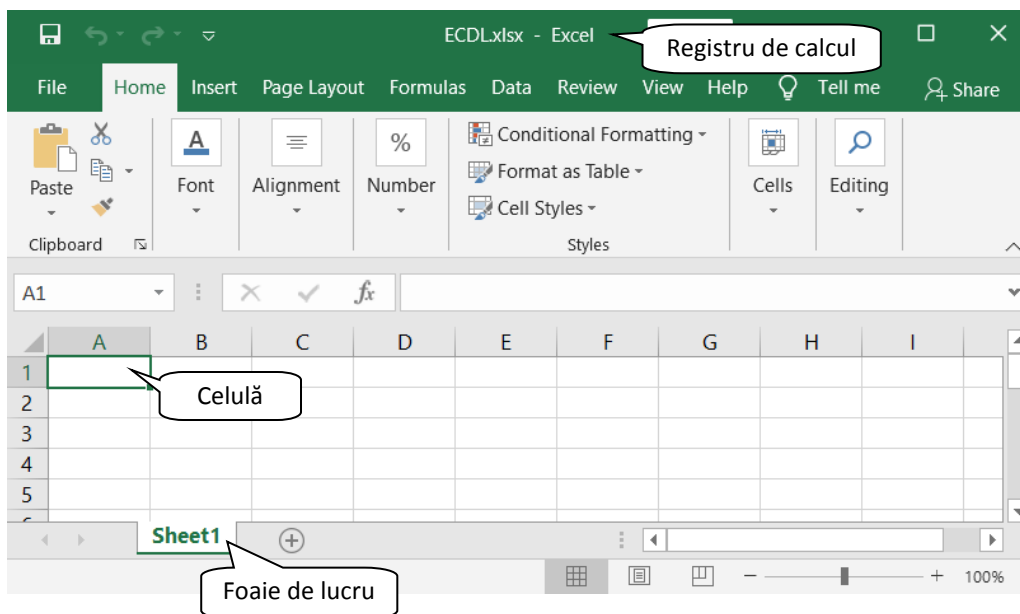 ECDL.xlsx - Excel
Registru de calcul
File Home Insert Page Layout Formulas Data Review View Help Tell me Share
Conditional Formatting
Format as Table
Cell Styles
Paste Font Alignment Number Cells Editing
Clipboard Styles
A1 fx
A B C D E F G H I
1
Celulă
2
3
4
5
Sheet1
Foaie de lucru
100%